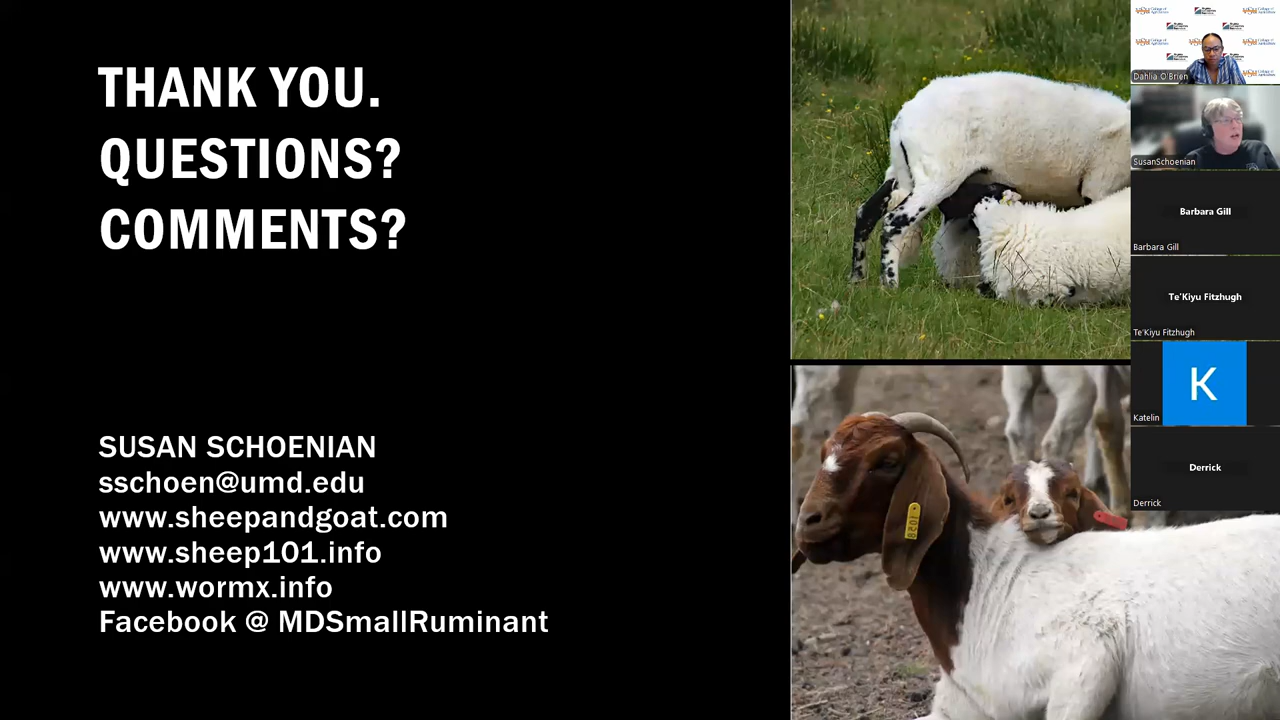 THANK YOU.
QUESTIONS?
COMMENTS?
SUSAN SCHOENIAN
sschoen@umd.edu
www.sheepandgoat.com
www.sheep101.info
www.wormx.info
Facebook @ MDSmallRuminant
Dahlia O'Brien
SusanSchoenian
Barbara Gill
Barbara Gill
Te'Kiyu Fitzhugh
Te'Kiyu Fitzhugh
K
Katelin
Derrick
Derrick